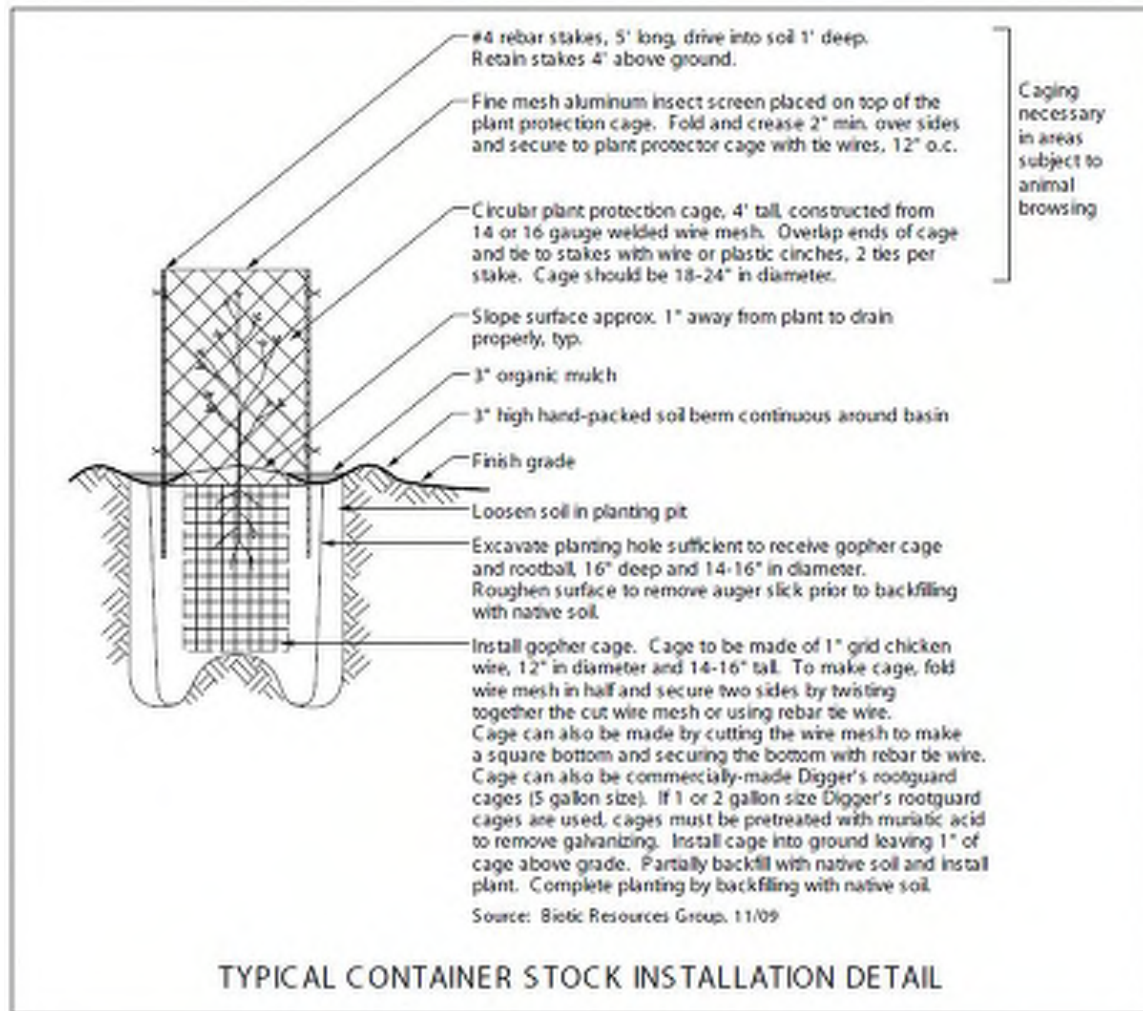 #4 rebar stakes, 5' long, drive into soil 1' deep.
Retain stakes 4' above ground.
Fine mesh aluminum insect screen placed on top of the
plant protection cage. Fold and crease 2" min. over sides
and secure to plant protector cage with tie wires, 12" o.c.
Circular plant protection cage, 4' tall, constructed from
14 or 16 gauge welded wire mesh. Overlap ends of cage
and tie to stakes with wire or plastic cinches, 2 ties per
stake. Cage should be 18-24" in diameter.
Caging
necessary
in areas
subject to
animal
browsing
Slope surface approx. 1" away from plant to drain
properly, typ.
3" organic mulch
3" high hand-packed soil berm continuous around basin
Finish grade
Loosen soil in planting pit
Excavate planting hole sufficient to receive gopher cage
and rootball, 16" deep and 14-16" in diameter.
Roughen surface to remove auger slick prior to backfilling
with native soil.
Install gopher cage. Cage to be made of 1" grid chicken
wire, 12" in diameter and 14-16" tall. To make cage, fold
wire mesh in half and secure two sides by twisting
together the cut wire mesh or using rebar tie wire.
Cage can also be made by cutting the wire mesh to make
a square bottom and securing the bottom with rebar tie wire.
Cage can also be commercially-made Digger's rootguard
cages (5 gallon size). If 1 or 2 gallon size Digger's rootguard
cages are used, cages must be pretreated with muriatic acid
to remove galvanizing. Install cage into ground leaving 1" of
cage above grade. Partially backfill with native soil and install
plant. Complete planting by backfilling with native soil.
Source: Biotic Resources Group, 11/09
TYPICAL CONTAINER STOCK INSTALLATION DETAIL